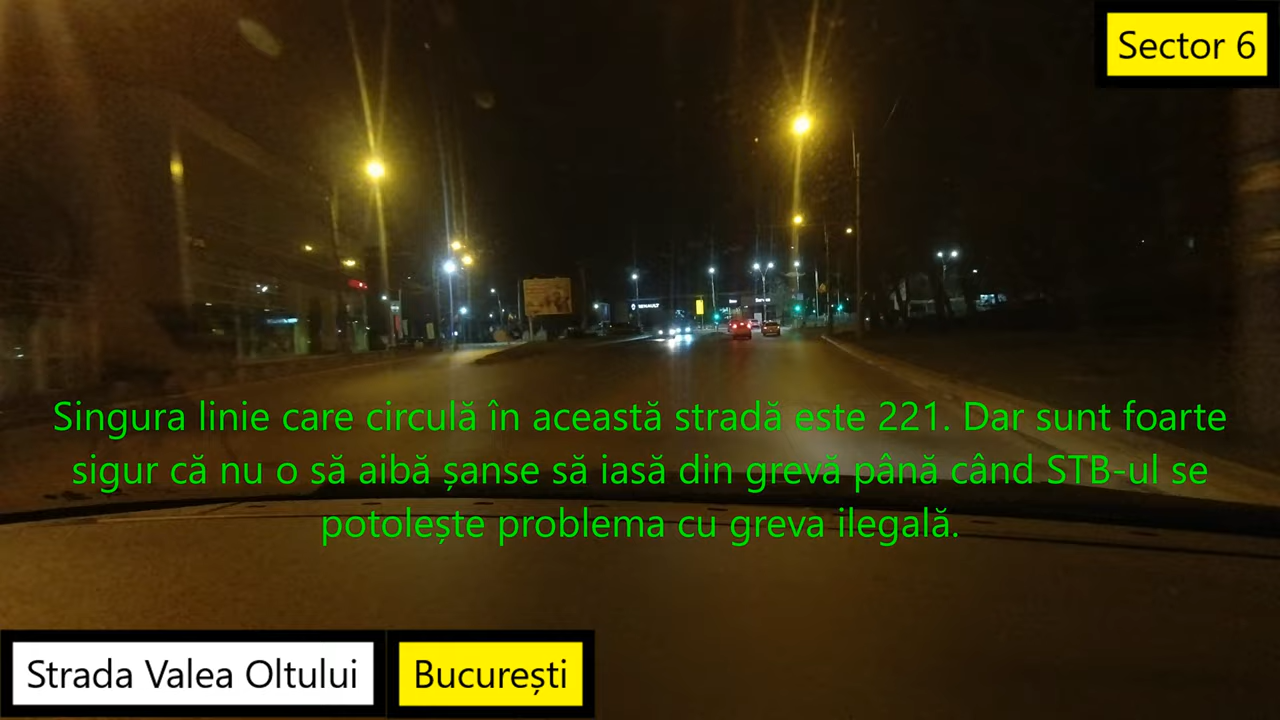 Sector 6
RENAULT
Singura linie care circulă în această stradă este 221. Dar sunt foarte
sigur că nu o să aibă șanse să iasă din grevă până când STB-ul se
potolește problema cu greva ilegală.
Strada Valea Oltului
București